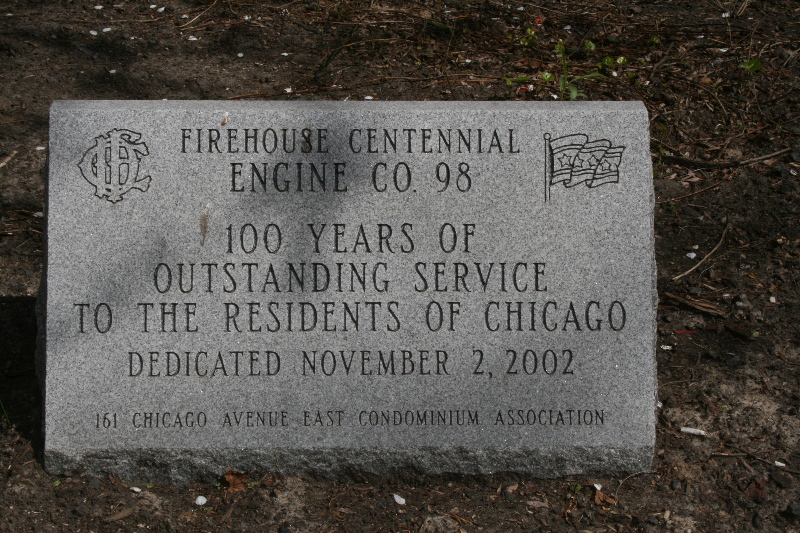 FIREHOUSE CENTENNIAL
ENGINE CO. 98
100 YEARS OF
OUTSTANDING SERVICE
TO THE RESIDENTS OF CHICAGO
DEDICATED NOVEMBER 2, 2002
161 CHICAGO AVENUE EAST CONDOMINIUM ASSOCIATION